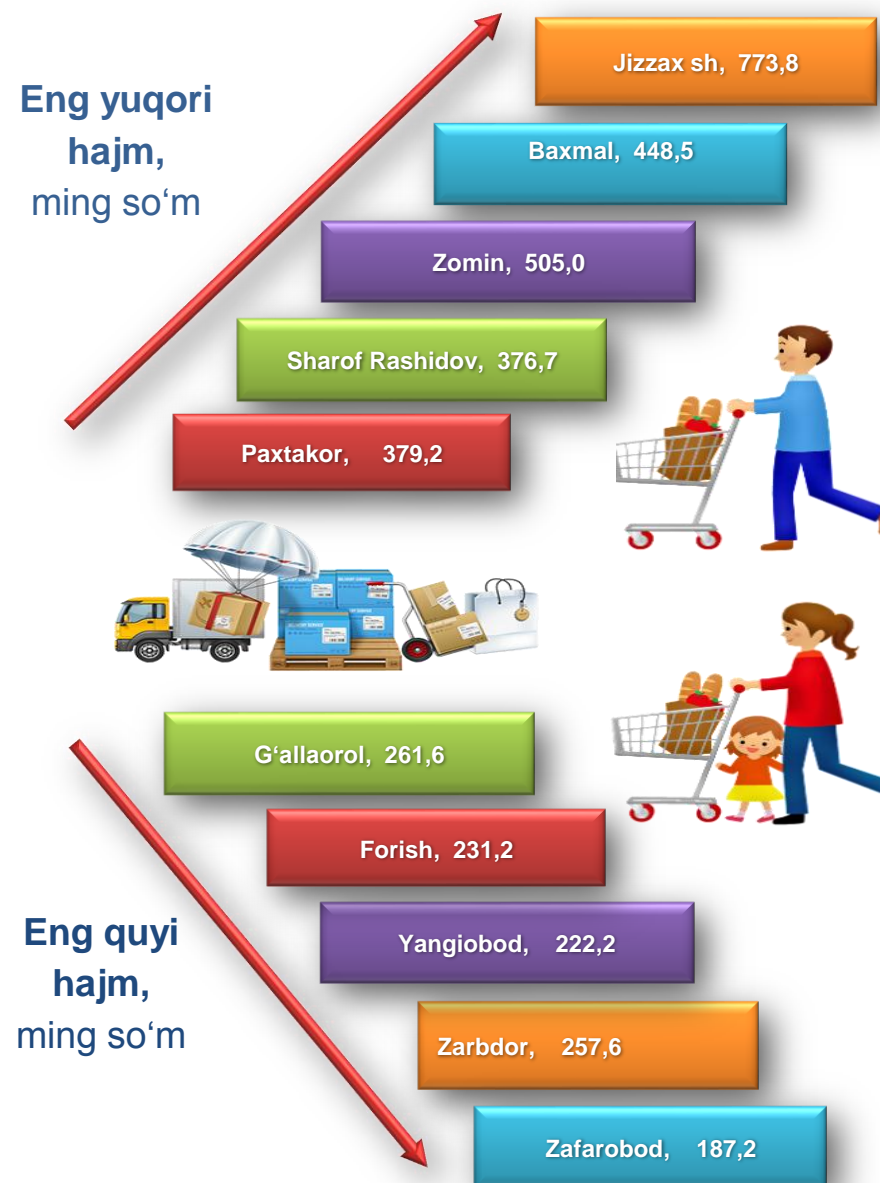 Eng yuqori
hajm,
ming so‘m
Jizzax sh, 773,8
Baxmal, 448,5
Zomin, 505,0
Sharof Rashidov, 376,7
Paxtakor, 379,2
G‘allaorol, 261,6
Forish, 231,2
Yangiobod, 222,2
Zarbdor, 257,6
Zafarobod, 187,2
Eng quyi
hajm,
ming so‘m